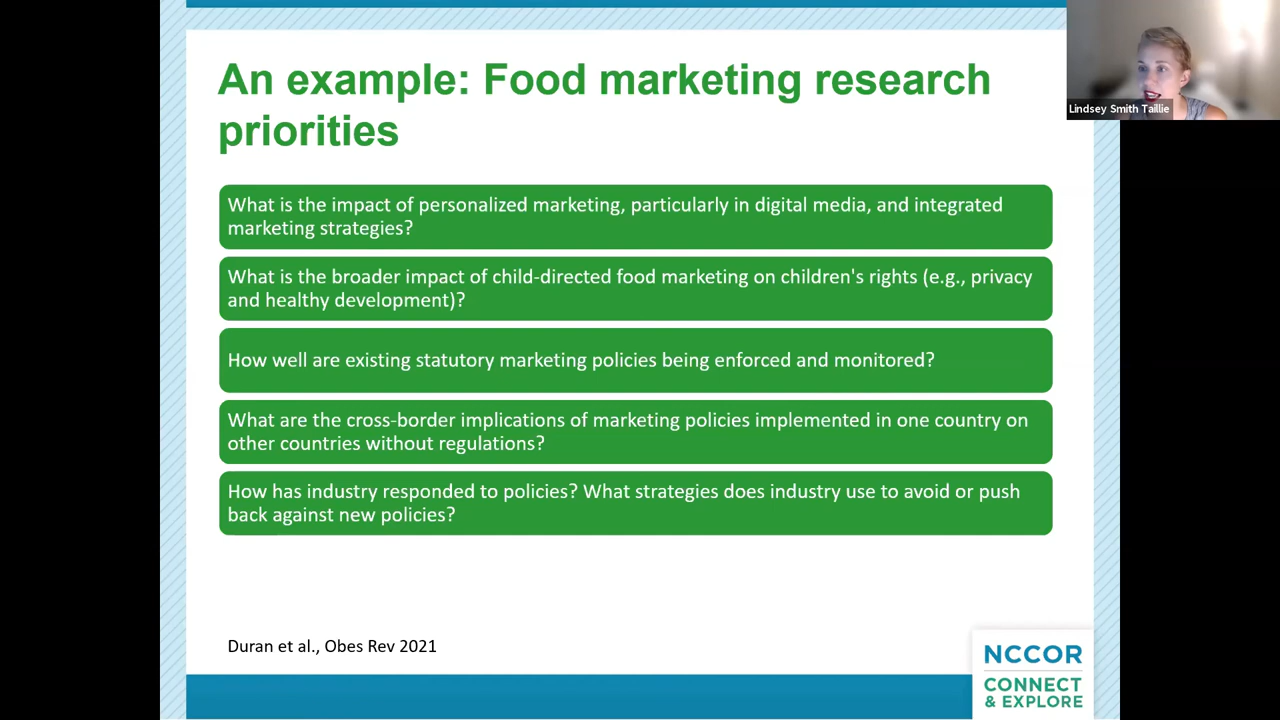 An example: Food marketing research
priorities
Lindsey Smith Taillie
What is the impact of personalized marketing, particularly in digital media, and integrated
marketing strategies?
What is the broader impact of child-directed food marketing on children's rights (e.g., privacy
and healthy development)?
How well are existing statutory marketing policies being enforced and monitored?
What are the cross-border implications of marketing policies implemented in one country on
other countries without regulations?
How has industry responded to policies? What strategies does industry use to avoid or push
back against new policies?
Duran et al., Obes Rev 2021
NCCOR
CONNECT
& EXPLORE